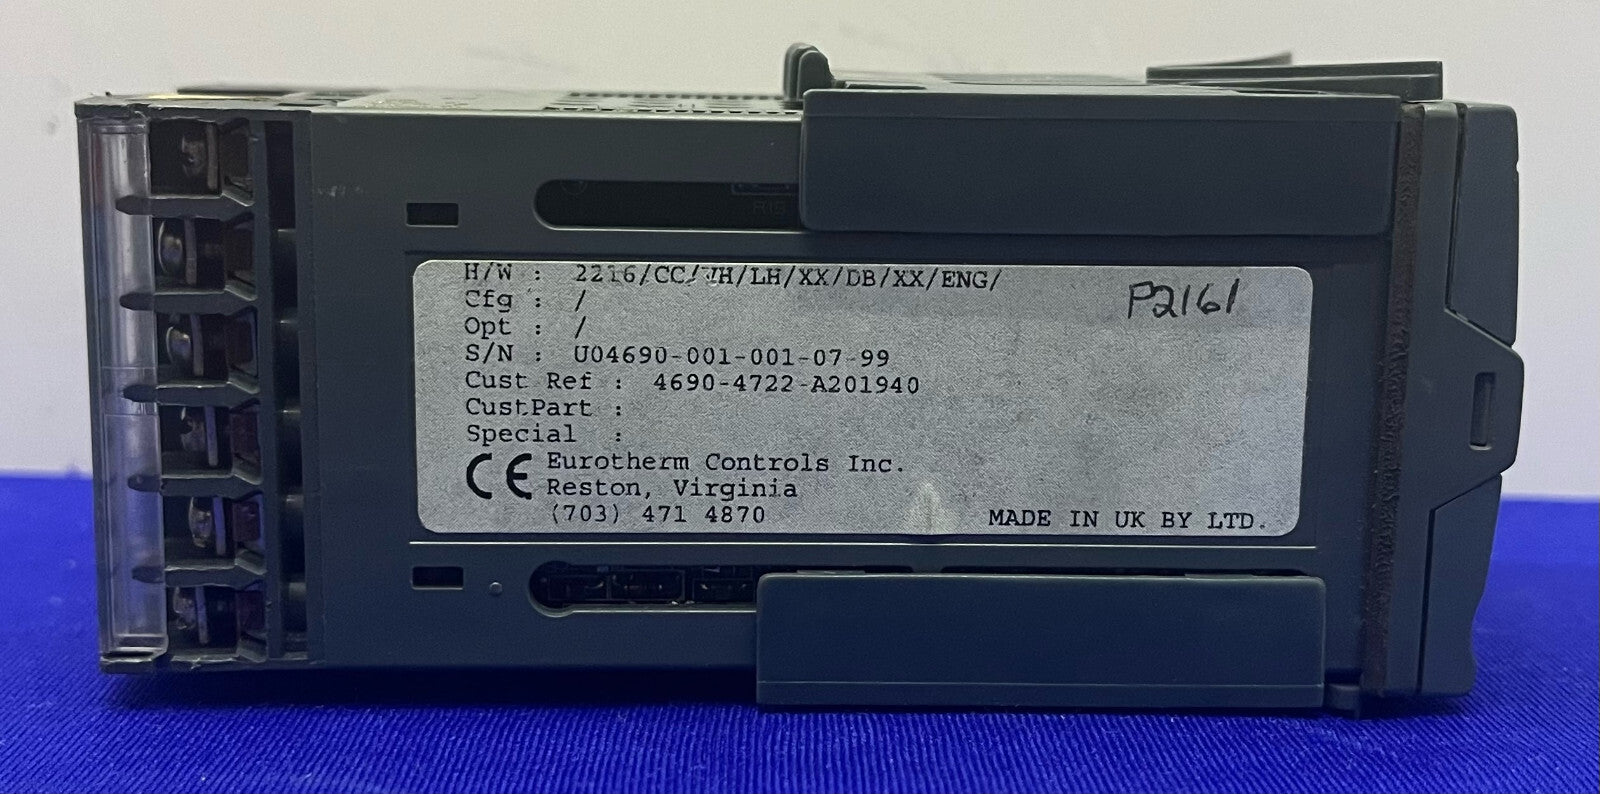 R15
H/W : 2216/CC/VH/LH/XX/DB/XX/ENG/
P2161
Cfg : /
Opt : /
S/N : U04690-001-001-07-99
Cust Ref : 4690-4722-A201940
CustPart :
Special :
CE Eurotherm Controls Inc.
Reston, Virginia
(703) 471 4870
MADE IN UK BY LTD.